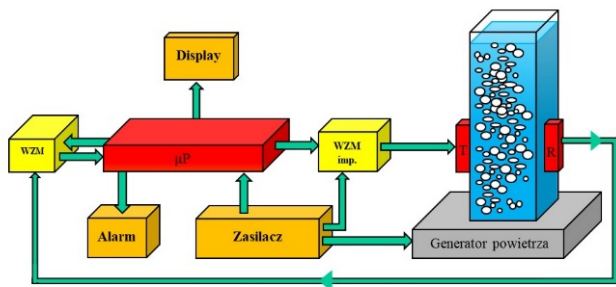 Display
WZM
μP
WZM
imp.
T
R
Alarm
Zasilacz
Generator powietrza